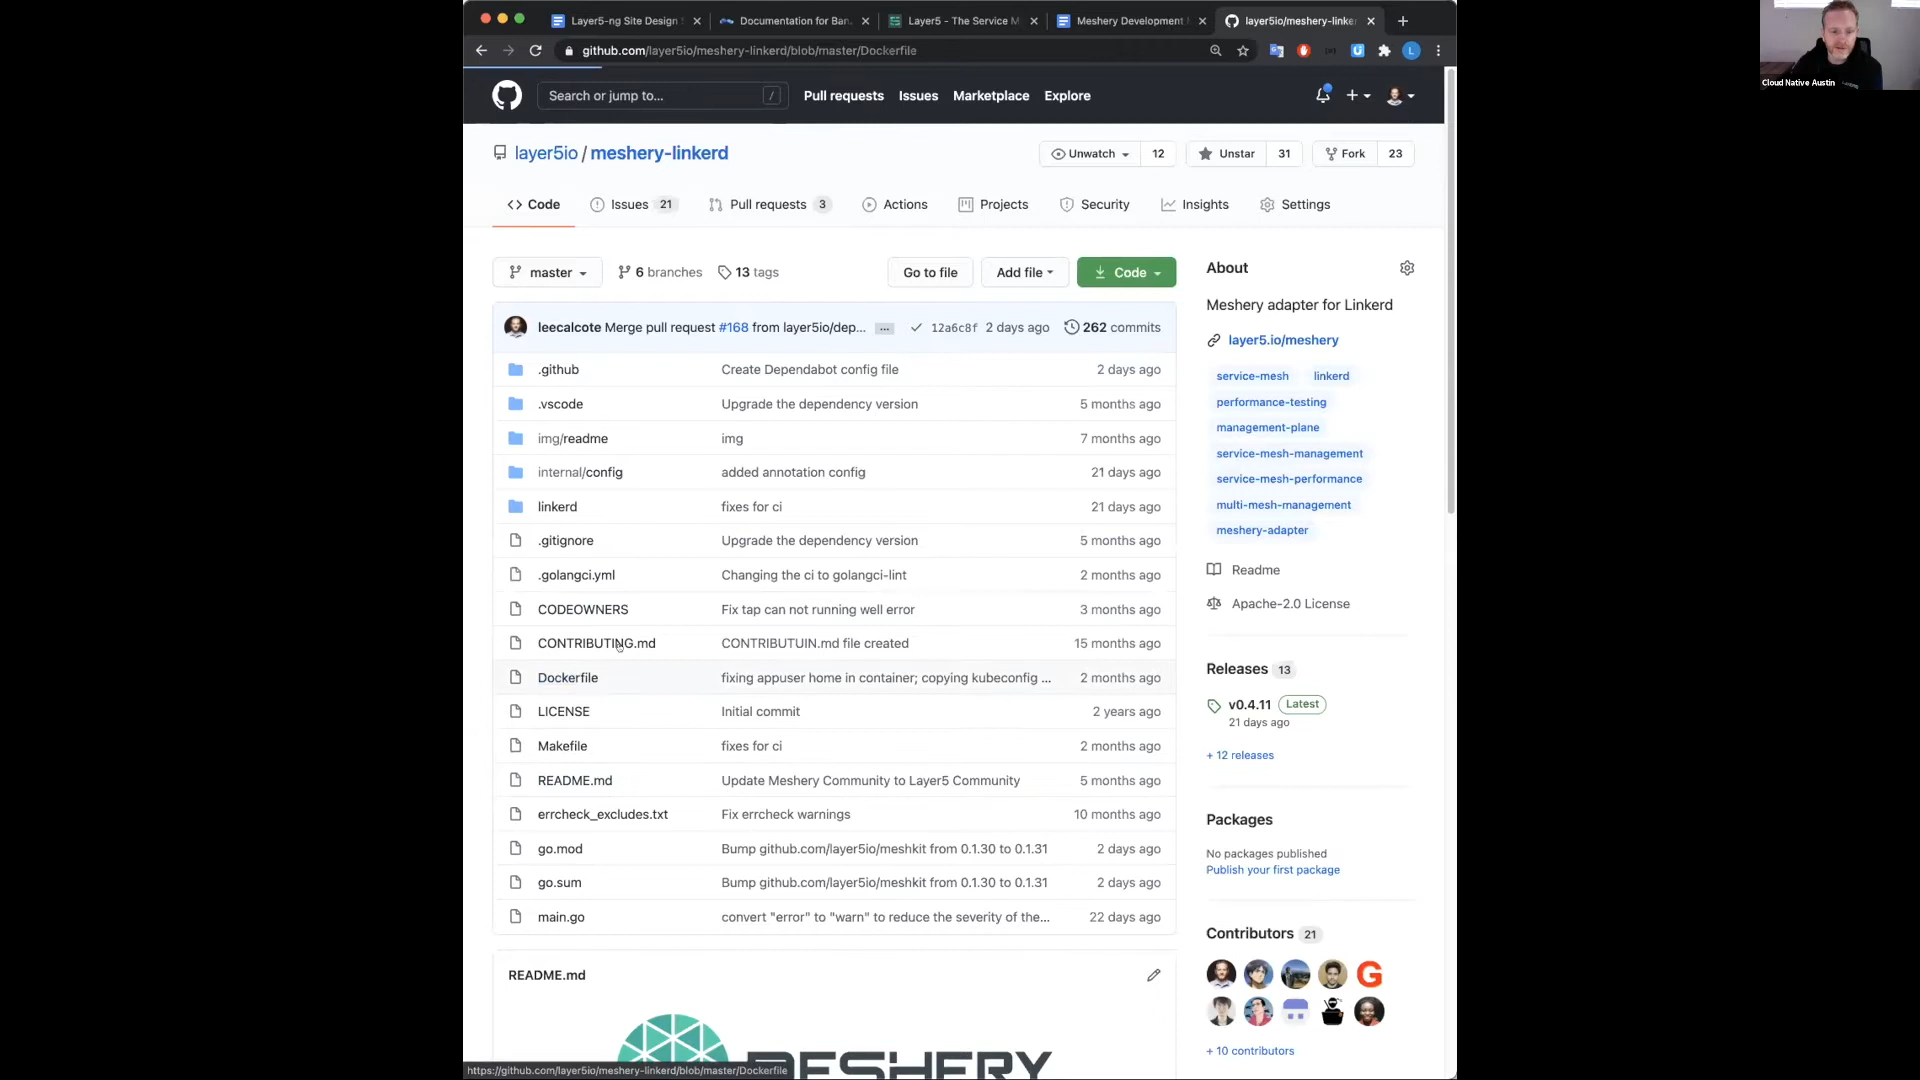 Layer5-ng Site Design
Documentation for Ban
Layer5 - The Service M
Meshery Development
layer5io/meshery-linke
github.com/layer5io/meshery-linkerd/blob/master/Dockerfile
Cloud Native Austin
Search or jump to...
/
Pull requests
Issues
Marketplace
Explore
layer5io / meshery-linkerd
Unwatch
12
Unstar
31
Fork
23
Code
Issues 21
Pull requests 3
Actions
Projects
Security
Insights
Settings
master
6 branches
13 tags
Go to file
Add file
Code
leecalcote Merge pull request #168 from layer5io/dep...
...
12a6c8f 2 days ago
262 commits
.github Create Dependabot config file 2 days ago
.vscode Upgrade the dependency version 5 months ago
img/readme img 7 months ago
internal/config added annotation config 21 days ago
linkerd fixes for ci 21 days ago
.gitignore Upgrade the dependency version 5 months ago
.golangci.yml Changing the ci to golangci-lint 2 months ago
CODEOWNERS Fix tap can not running well error 3 months ago
CONTRIBUTING.md CONTRIBUTUIN.md file created 15 months ago
Dockerfile fixing appuser home in container; copying kubeconfig ... 2 months ago
LICENSE Initial commit 2 years ago
Makefile fixes for ci 2 months ago
README.md Update Meshery Community to Layer5 Community 5 months ago
errcheck_excludes.txt Fix errcheck warnings 10 months ago
go.mod Bump github.com/layer5io/meshkit from 0.1.30 to 0.1.31 2 days ago
go.sum Bump github.com/layer5io/meshkit from 0.1.30 to 0.1.31 2 days ago
main.go convert "error" to "warn" to reduce the severity of the... 22 days ago
README.md
MESHERY
https://github.com/layer5io/meshery-linkerd/blob/master/Dockerfile
About
Meshery adapter for Linkerd
layer5.io/meshery
service-mesh linkerd
performance-testing
management-plane
service-mesh-management
service-mesh-performance
multi-mesh-management
meshery-adapter
Readme
Apache-2.0 License
Releases 13
v0.4.11 Latest
21 days ago
+ 12 releases
Packages
No packages published
Publish your first package
Contributors 21
G
+ 10 contributors